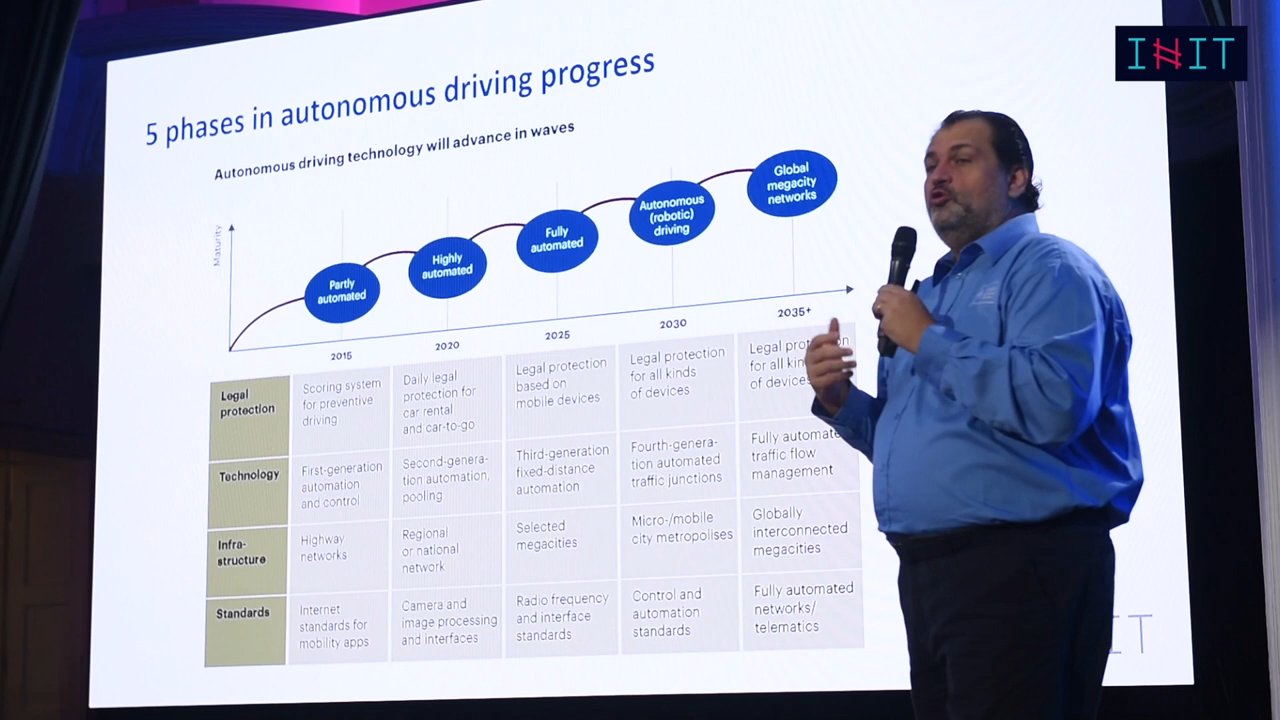 INIT
5 phases in autonomous driving progress
Autonomous driving technology will advance in waves
Maturity
Partly
automated
Highly
automated
Fully
automated
Autonomous
(robotic)
driving
Global
megacity
networks
2015
2020
2025
2030
2035+
Legal
protection
Scoring system
for preventive
driving
Daily legal
protection for
car rental
and car-to-go
Legal protection
based on
mobile devices
Legal protection
for all kinds
of devices
Legal
for all
of devices
Technology
First-generation
automation
and control
Second-genera-
tion automation,
pooling
Third-generation
fixed-distance
automation
Fourth-genera-
tion automated
traffic junctions
Fully automate
traffic flow
management
Infra-
structure
Highway
networks
Regional
or national
network
Selected
megacities
Micro-/mobile
city metropolises
Globally
interconnected
megacities
Standards
Internet
standards for
mobility apps
Camera and
image processing
and interfaces
Radio frequency
and interface
standards
Control and
automation
standards
Fully automated
networks/
telematics
IT